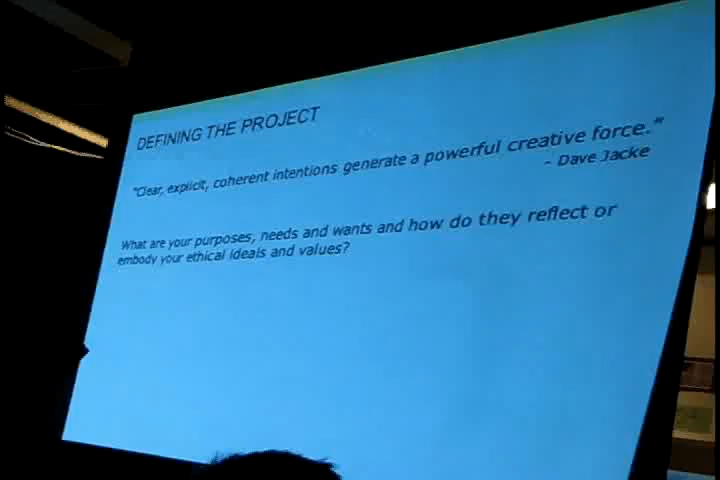 DEFINING THE PROJECT
"Clear, explicit, coherent intentions generate a powerful creative force."
- Dave Jacke
What are your purposes, needs and wants and how do they reflect or
embody your ethical ideals and values?